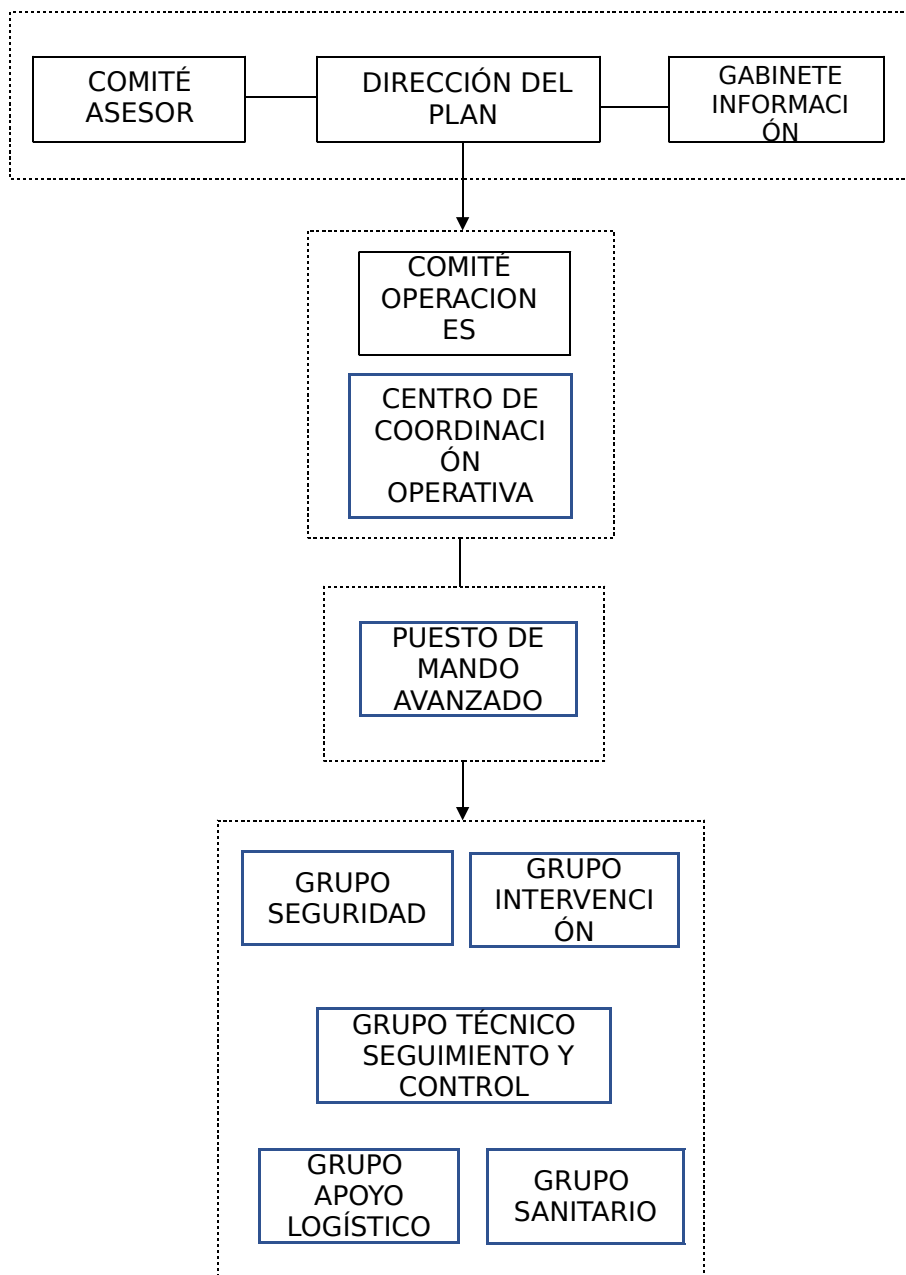 COMITÉ
ASESOR
DIRECCIÓN DEL
PLAN
GABINETE
INFORMACI
ÓN
COMITÉ
OPERACION
ES
CENTRO DE
COORDINACI
ÓN
OPERATIVA
PUESTO DE
MANDO
AVANZADO
GRUPO
SEGURIDAD
GRUPO
INTERVENCI
ÓN
GRUPO TÉCNICO
SEGUIMIENTO Y
CONTROL
GRUPO
APOYO
LOGÍSTICO
GRUPO
SANITARIO